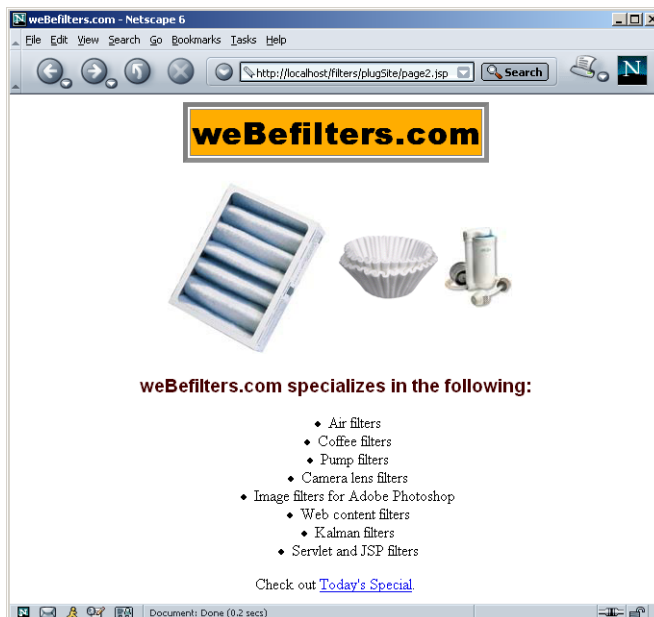 weBefilters.com - Netscape 6
File Edit View Search Go Bookmarks Tasks Help
http://localhost/filters/plugSite/page2.jsp Search N
weBefilters.com
weBefilters.com specializes in the following:
• Air filters
• Coffee filters
• Pump filters
• Camera lens filters
• Image filters for Adobe Photoshop
• Web content filters
• Kalman filters
• Servlet and JSP filters
Check out Today's Special.
Document: Done (0.2 secs)